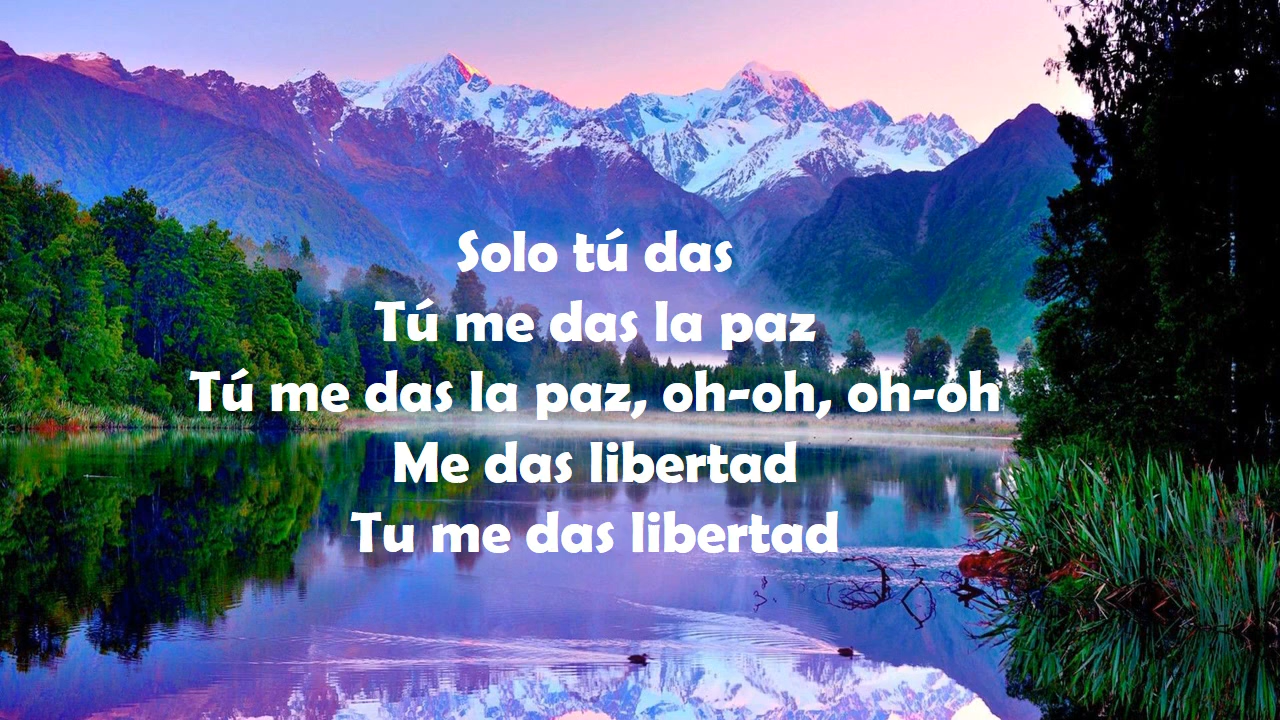 Solo tú das
Tú me das la paz
Tú me das la paz, oh-oh, oh-oh
Me das libertad
Tu me das libertad